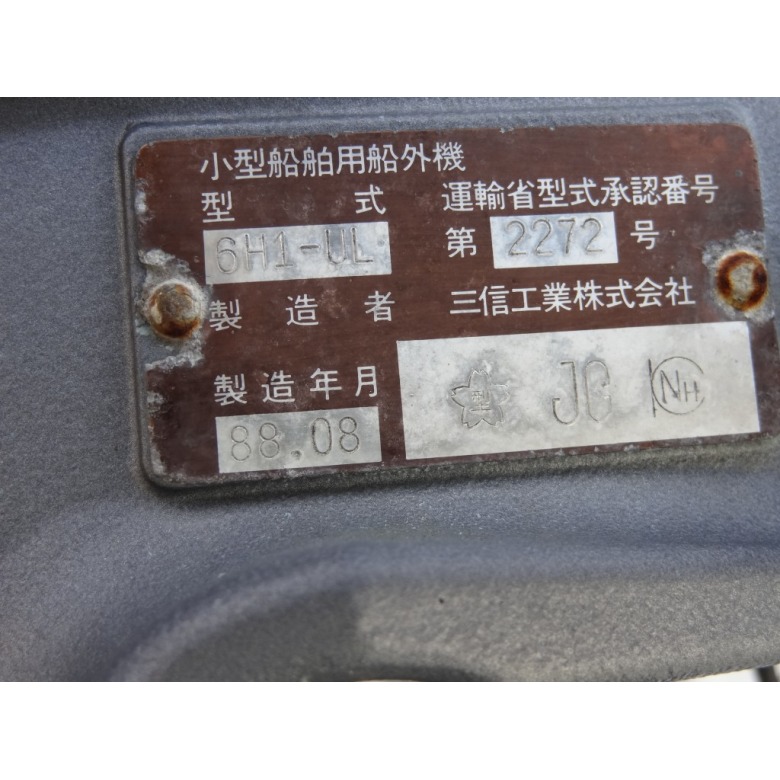 小型船舶用船外機
型式 運輸省型式承認番号
6H1-UL 第 2272 号
製造者 三信工業株式会社
製造年月
88.08 JG NH